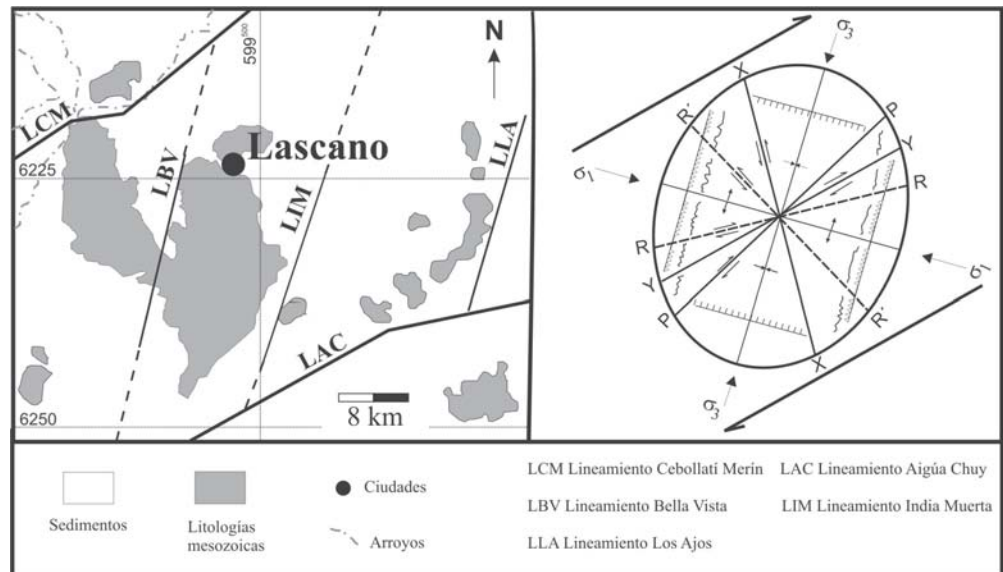 599⁵⁰⁰
N
LCM
6225
LBV
Lascano
LIM
LLA
LAC
8 km
6250
σ3
X
R'
P
Y
R
σ1
R
Y
P
R'
σ1
X
σ3
Sedimentos
Litologías
mesozoicas
Ciudades
Arroyos
LCM Lineamiento Cebollatí Merín
LAC Lineamiento Aigúa Chuy
LBV Lineamiento Bella Vista
LIM Lineamiento India Muerta
LLA Lineamiento Los Ajos